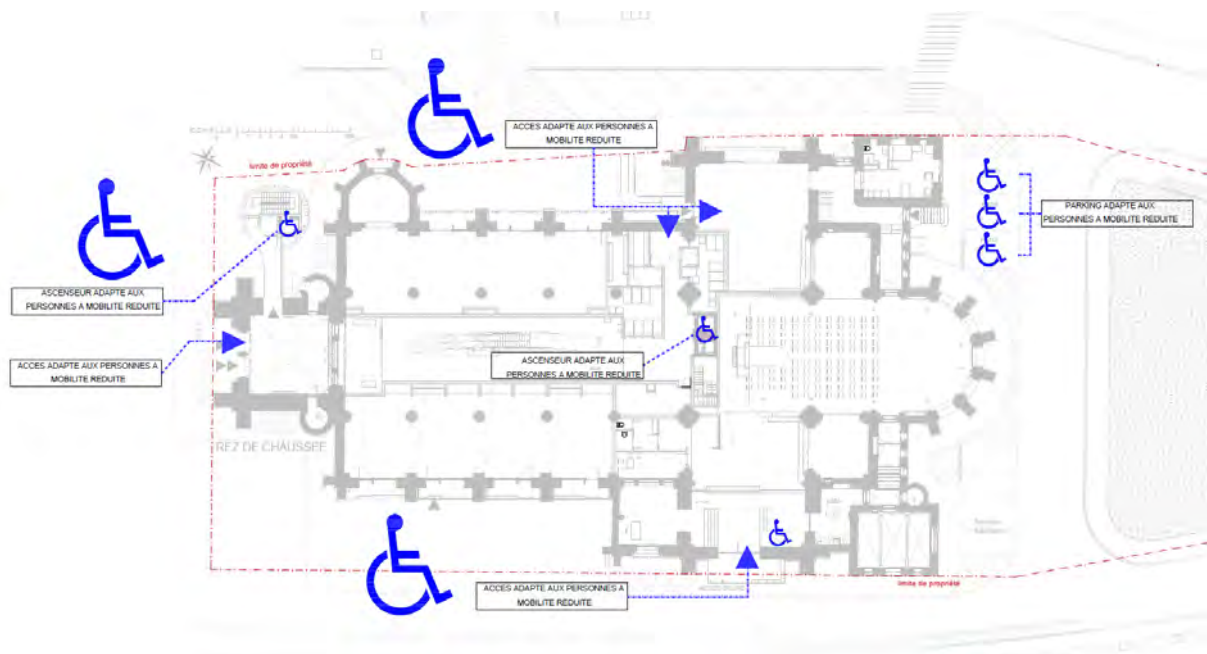 ACCES ADAPTE AUX PERSONNES A
MOBILITE REDUITE
limite de propriété
PARKING ADAPTE AUX
PERSONNES A MOBILITE REDUITE
ASCENSEUR ADAPTE AUX
PERSONNES A MOBILITE REDUITE
ACCES ADAPTE AUX PERSONNES A
MOBILITE REDUITE
ASCENSEUR ADAPTE AUX
PERSONNES A MOBILITE REDUITE
REZ DE CHAUSSEE
limite de propriété
ACCES ADAPTE AUX PERSONNES A
MOBILITE REDUITE